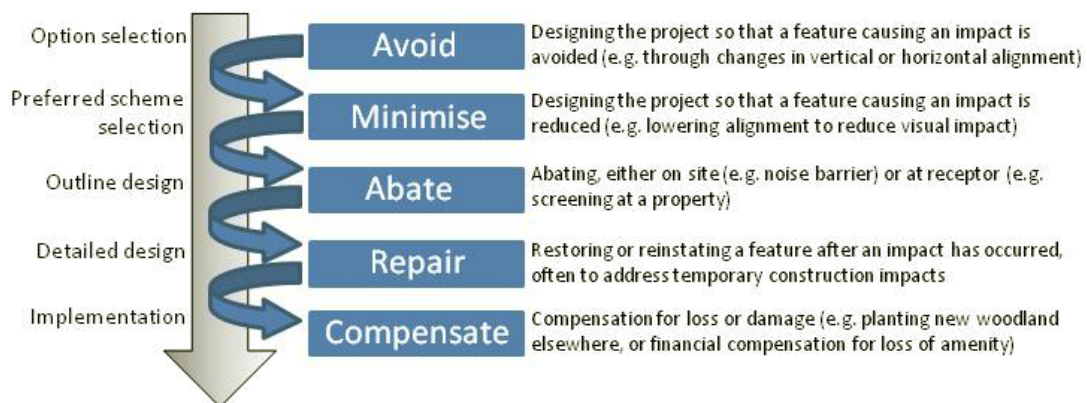 Option selection
Avoid
Designing the project so that a feature causing an impact is
avoided (e.g. through changes in vertical or horizontal alignment)
Preferred scheme
selection
Minimise
Designing the project so that a feature causing an impact is
reduced (e.g. lowering alignment to reduce visual impact)
Outline design
Abate
Abating, either on site (e.g. noise barrier) or at receptor (e.g.
screening at a property)
Detailed design
Repair
Restoring or reinstating a feature after an impact has occurred,
often to address temporary construction impacts
Implementation
Compensate
Compensation for loss or damage (e.g. planting new woodland
elsewhere, or financial compensation for loss of amenity)